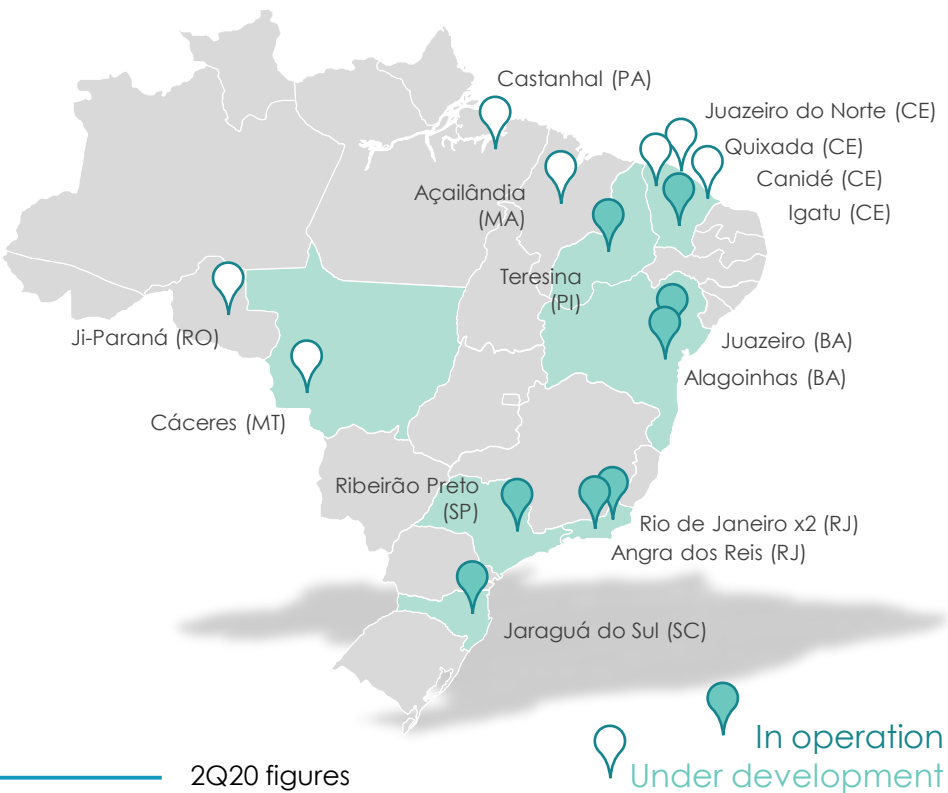 Castanhal (PA)
Juazeiro do Norte (CE)
Quixada (CE)
Canidé (CE)
Igatu (CE)
Açailândia
(MA)
Teresina
(PI)
Ji-Paraná (RO)
Juazeiro (BA)
Alagoinhas (BA)
Cáceres (MT)
Ribeirão Preto
(SP)
Rio de Janeiro x2 (RJ)
Angra dos Reis (RJ)
Jaraguá do Sul (SC)
In operation
Under development
2Q20 figures